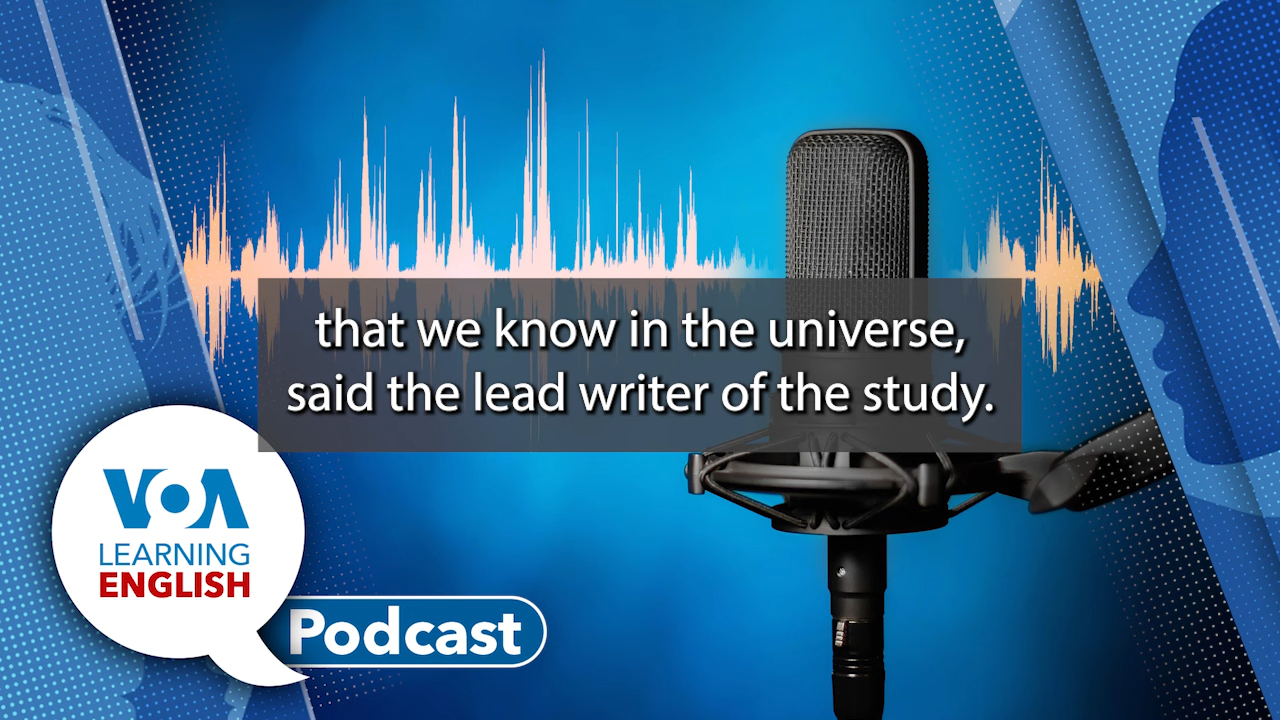 that we know in the universe,
said the lead writer of the study.
VOA
LEARNING
ENGLISH
Podcast